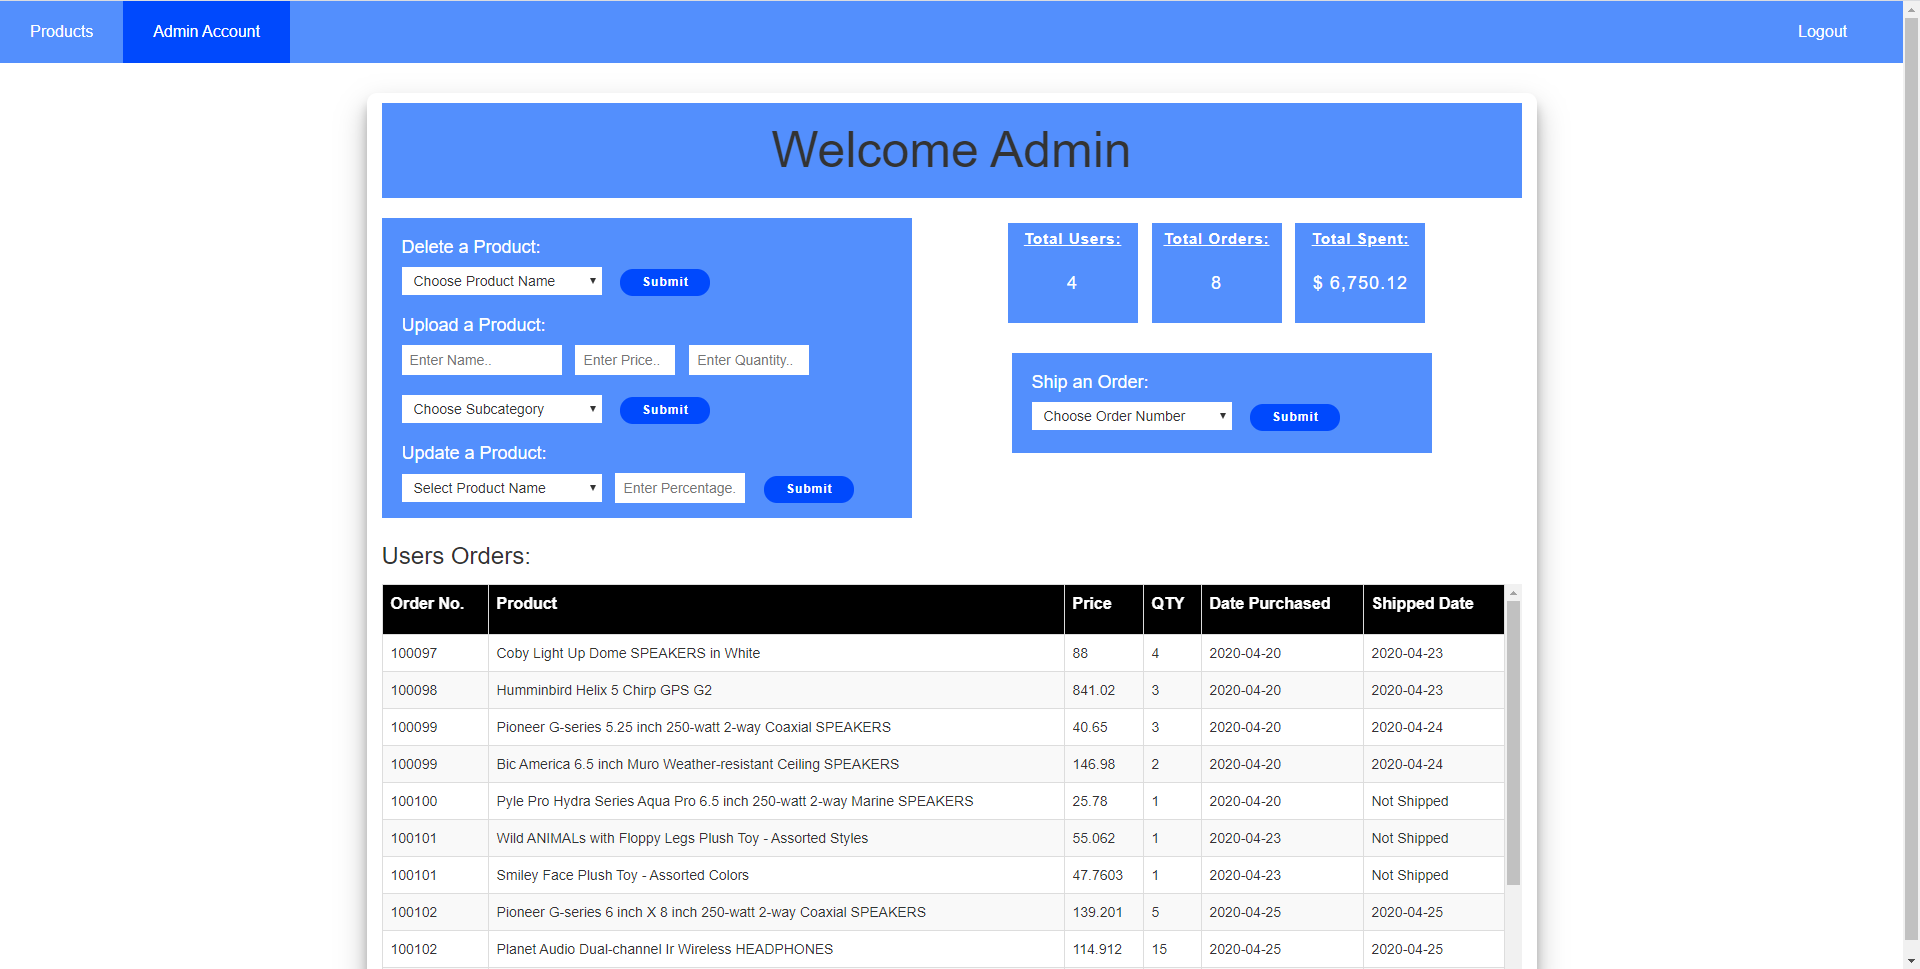 Products Admin Account Logout
Welcome Admin
Delete a Product:
Choose Product Name Submit
Upload a Product:
Enter Name.. Enter Price.. Enter Quantity..
Choose Subcategory Submit
Update a Product:
Select Product Name Enter Percentage. Submit
Total Users: Total Orders: Total Spent:
4 8 $ 6,750.12
Ship an Order:
Choose Order Number Submit
Users Orders:
Order No. Product Price QTY Date Purchased Shipped Date
100097 Coby Light Up Dome SPEAKERS in White 88 4 2020-04-20 2020-04-23
100098 Humminbird Helix 5 Chirp GPS G2 841.02 3 2020-04-20 2020-04-23
100099 Pioneer G-series 5.25 inch 250-watt 2-way Coaxial SPEAKERS 40.65 3 2020-04-20 2020-04-24
100099 Bic America 6.5 inch Muro Weather-resistant Ceiling SPEAKERS 146.98 2 2020-04-20 2020-04-24
100100 Pyle Pro Hydra Series Aqua Pro 6.5 inch 250-watt 2-way Marine SPEAKERS 25.78 1 2020-04-20 Not Shipped
100101 Wild ANIMALs with Floppy Legs Plush Toy - Assorted Styles 55.062 1 2020-04-23 Not Shipped
100101 Smiley Face Plush Toy - Assorted Colors 47.7603 1 2020-04-23 Not Shipped
100102 Pioneer G-series 6 inch X 8 inch 250-watt 2-way Coaxial SPEAKERS 139.201 5 2020-04-25 2020-04-25
100102 Planet Audio Dual-channel Ir Wireless HEADPHONES 114.912 15 2020-04-25 2020-04-25